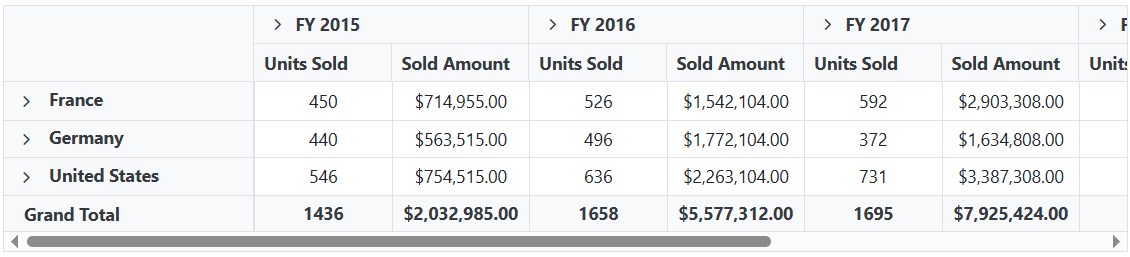 FY 2015 FY 2016 FY 2017
Units Sold Sold Amount Units Sold Sold Amount Units Sold Sold Amount
France 450 $714,955.00 526 $1,542,104.00 592 $2,903,308.00
Germany 440 $563,515.00 496 $1,772,104.00 372 $1,634,808.00
United States 546 $754,515.00 636 $2,263,104.00 731 $3,387,308.00
Grand Total 1436 $2,032,985.00 1658 $5,577,312.00 1695 $7,925,424.00